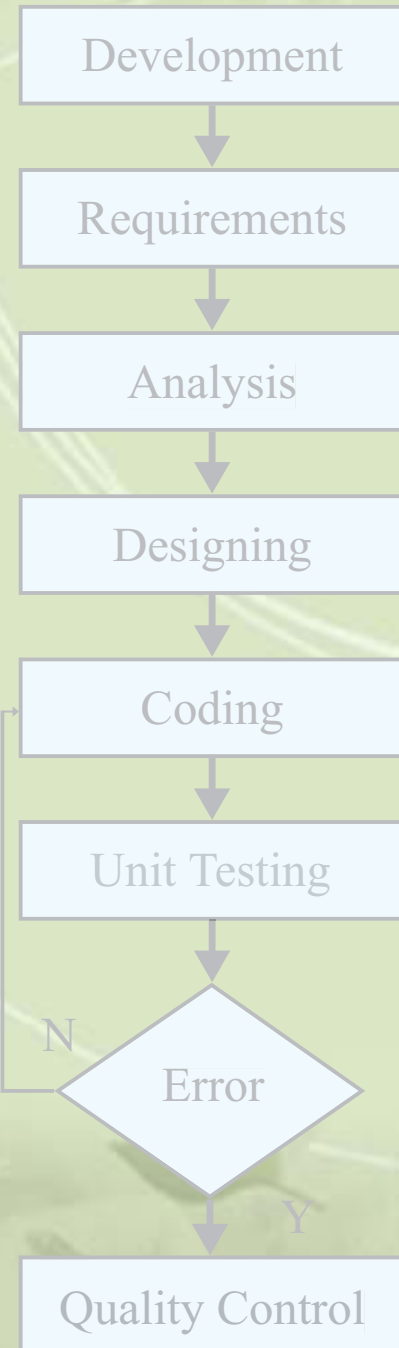 Development
Requirements
Analysis
Designing
Coding
Unit Testing
N
Error
Y
Quality Control